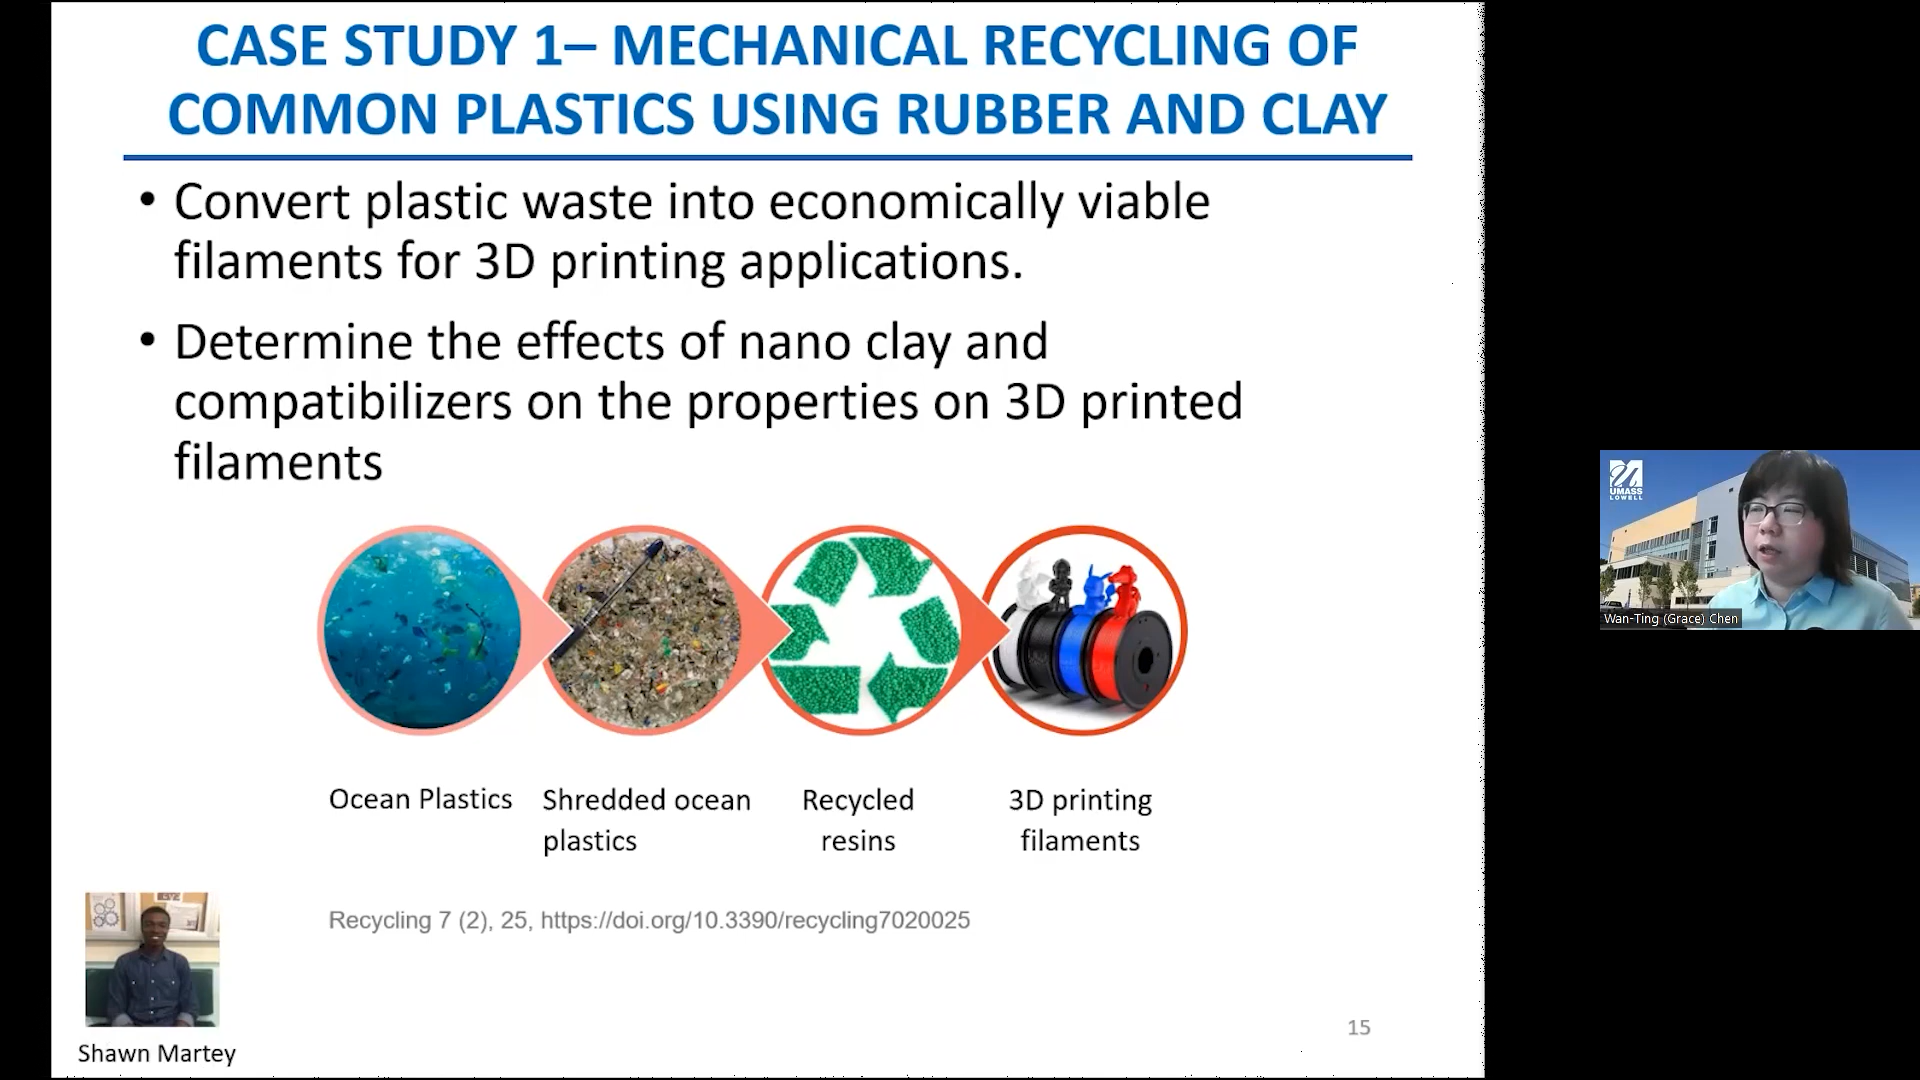 CASE STUDY 1– MECHANICAL RECYCLING OF
COMMON PLASTICS USING RUBBER AND CLAY
• Convert plastic waste into economically viable
filaments for 3D printing applications.
• Determine the effects of nano clay and
compatibilizers on the properties on 3D printed
filaments
Ocean Plastics
Shredded ocean
plastics
Recycled
resins
3D printing
filaments
Recycling 7 (2), 25, https://doi.org/10.3390/recycling7020025
Shawn Martey
15
UMASS
LOWELL
Wan-Ting (Grace) Chen